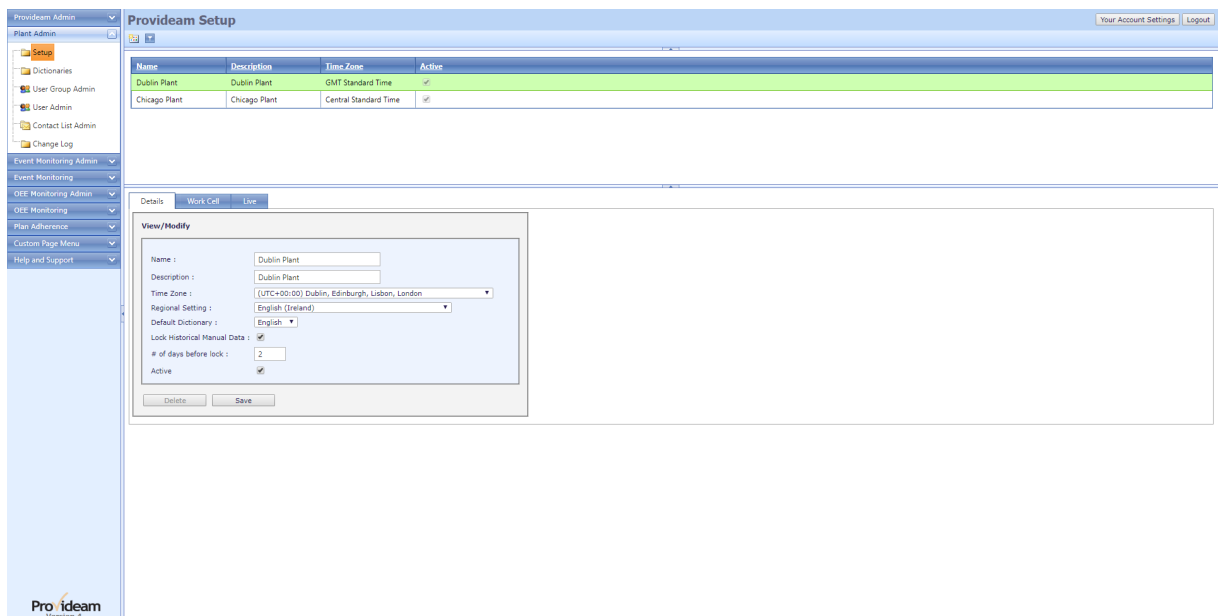 Provideam Admin
Plant Admin
Setup
Dictionaries
User Group Admin
User Admin
Contact List Admin
Change Log
Event Monitoring Admin
Event Monitoring
OEE Monitoring Admin
OEE Monitoring
Plan Adherence
Custom Page Menu
Help and Support
Provideam
Version 4
Provideam Setup
Your Account Settings Logout
Name Description Time Zone Active
Dublin Plant Dublin Plant GMT Standard Time
Chicago Plant Chicago Plant Central Standard Time
Details Work Cell Live
View/Modify
Name : Dublin Plant
Description : Dublin Plant
Time Zone : (UTC+00:00) Dublin, Edinburgh, Lisbon, London
Regional Setting : English (Ireland)
Default Dictionary : English
Lock Historical Manual Data :
# of days before lock : 2
Active
Delete Save